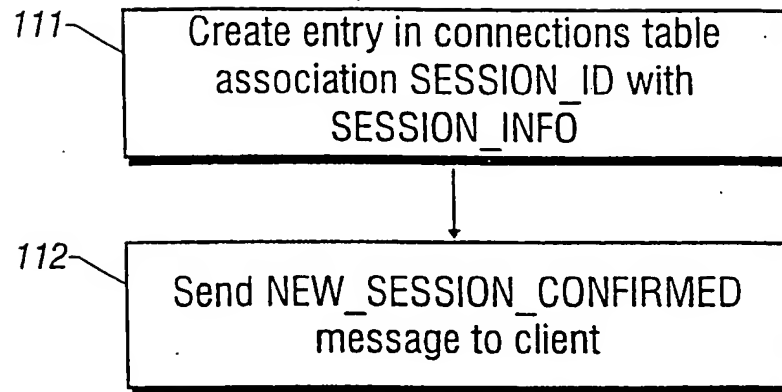 111
Create entry in connections table
association SESSION_ID with
SESSION_INFO
112
Send NEW_SESSION_CONFIRMED
message to client